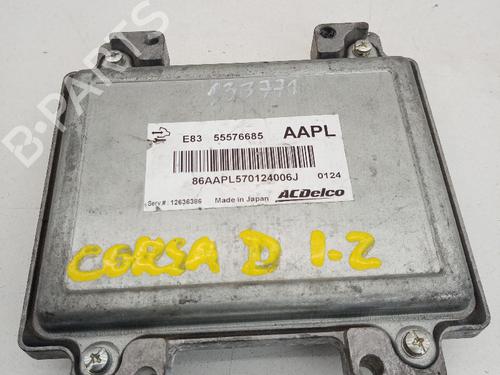 B-PARTS
133771
E83 55576685 AAPL
86AAPL570124006J 0124
Serv.#: 12636386 Made in Japan ACDelco
CORSA D 1.2